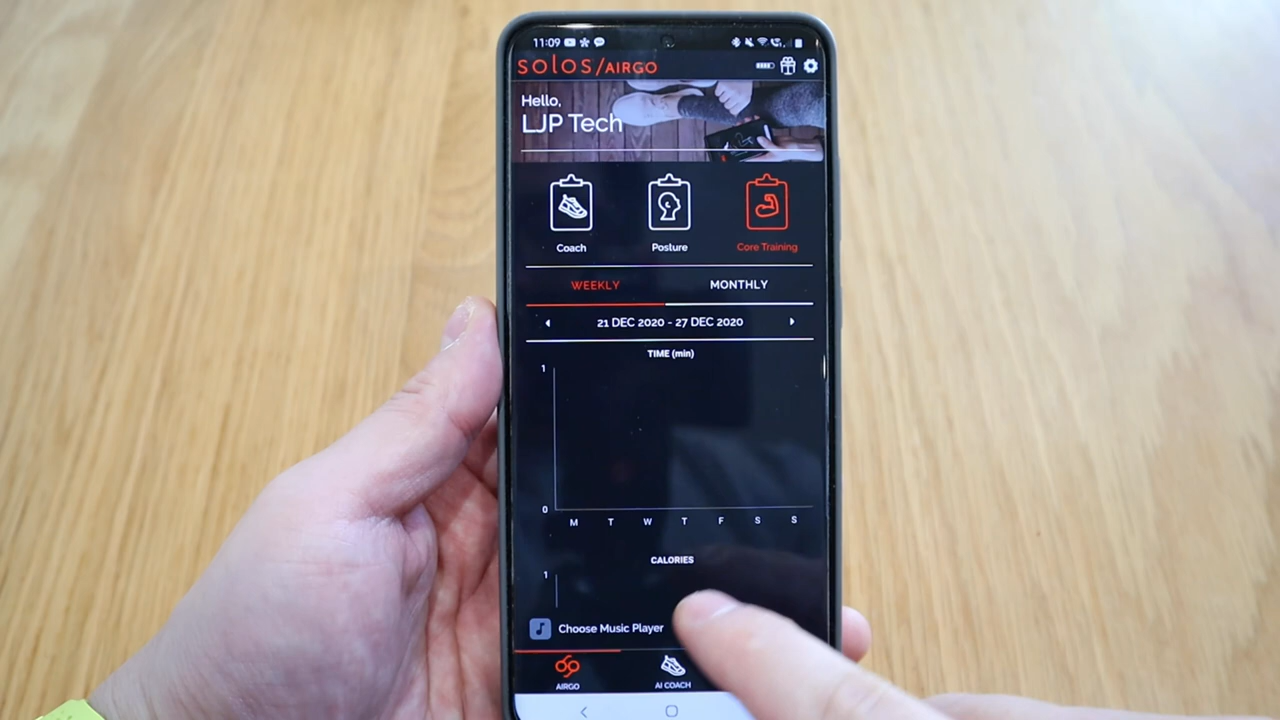 11:09
solos/AIRGO
Hello,
LJP Tech
Coach
Posture
Core Training
WEEKLY
MONTHLY
21 DEC 2020 - 27 DEC 2020
TIME (min)
1
0
M T W T F S S
CALORIES
1
Choose Music Player
AIRGO
AI COACH